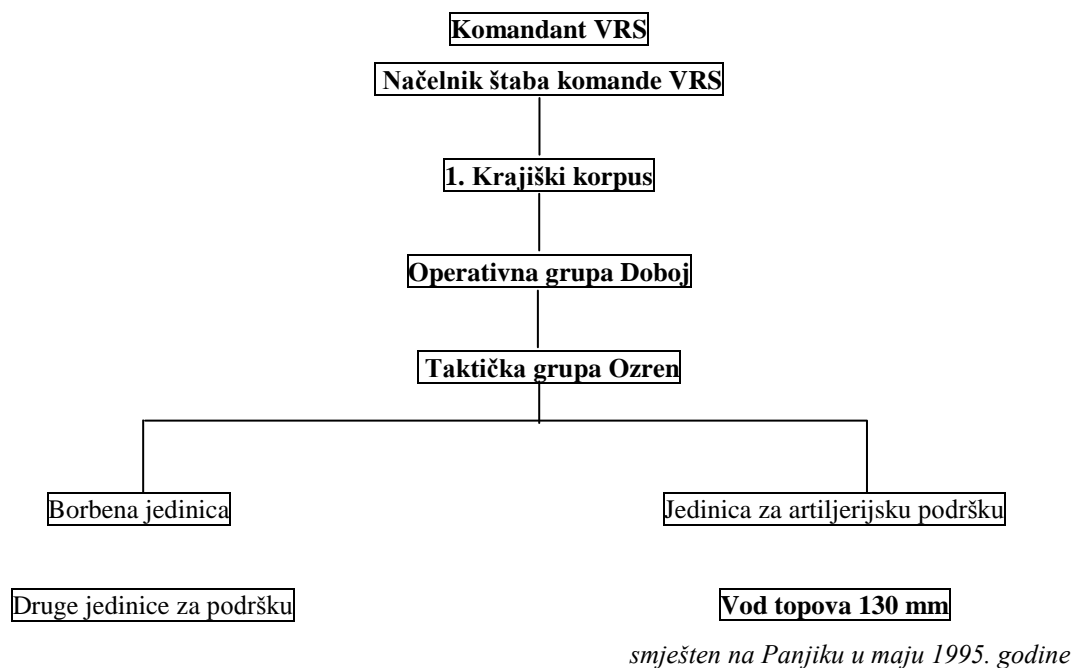 Komandant VRS
Načelnik štaba komande VRS
1. Krajiški korpus
Operativna grupa Doboj
Taktička grupa Ozren
Borbena jedinica
Jedinica za artiljerijsku podršku
Druge jedinice za podršku
Vod topova 130 mm
smješten na Panjiku u maju 1995. godine